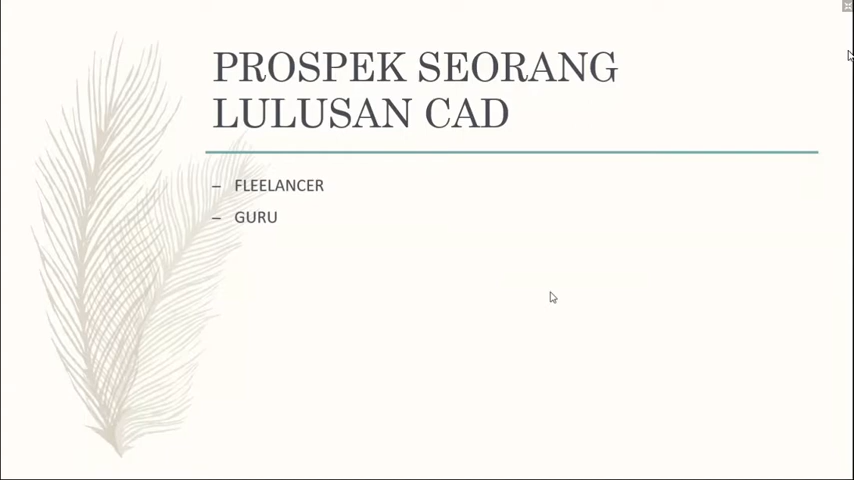 PROSPEK SEORANG
LULUSAN CAD
– FLEELANCER
– GURU